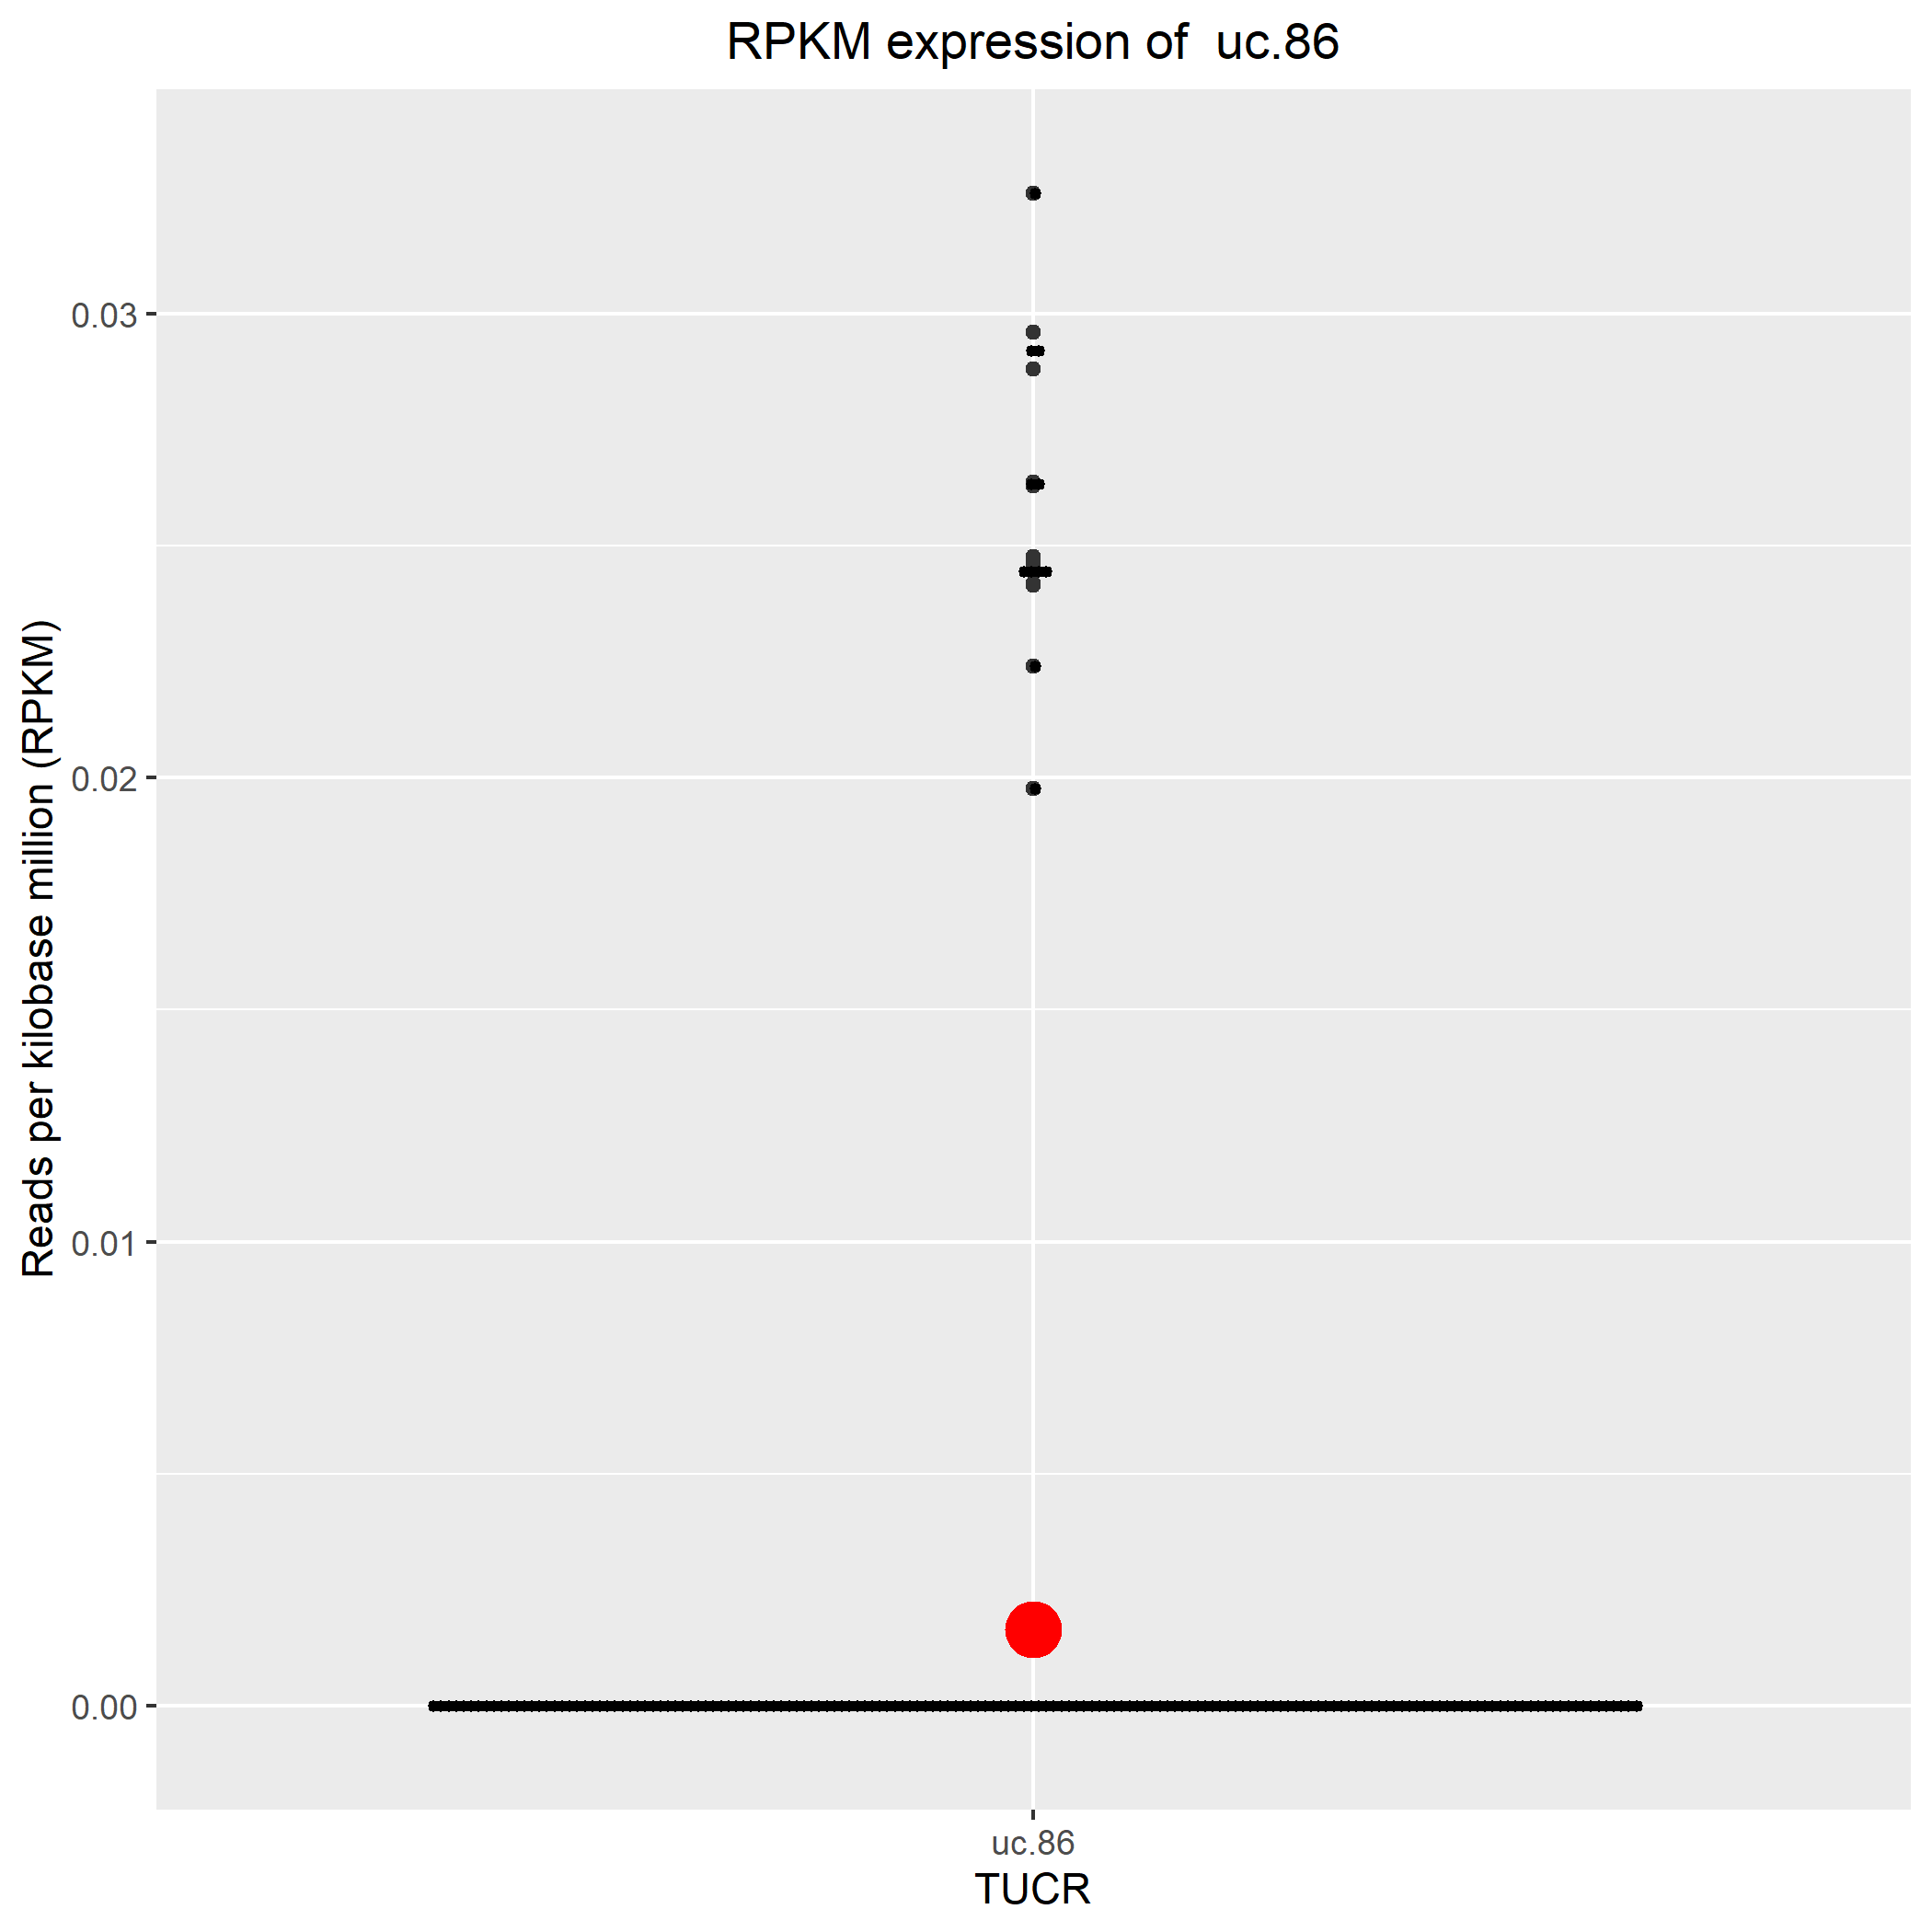 RPKM expression of  uc.86
Reads per kilobase million (RPKM)
0.03
0.02
0.01
0.00
uc.86
TUCR